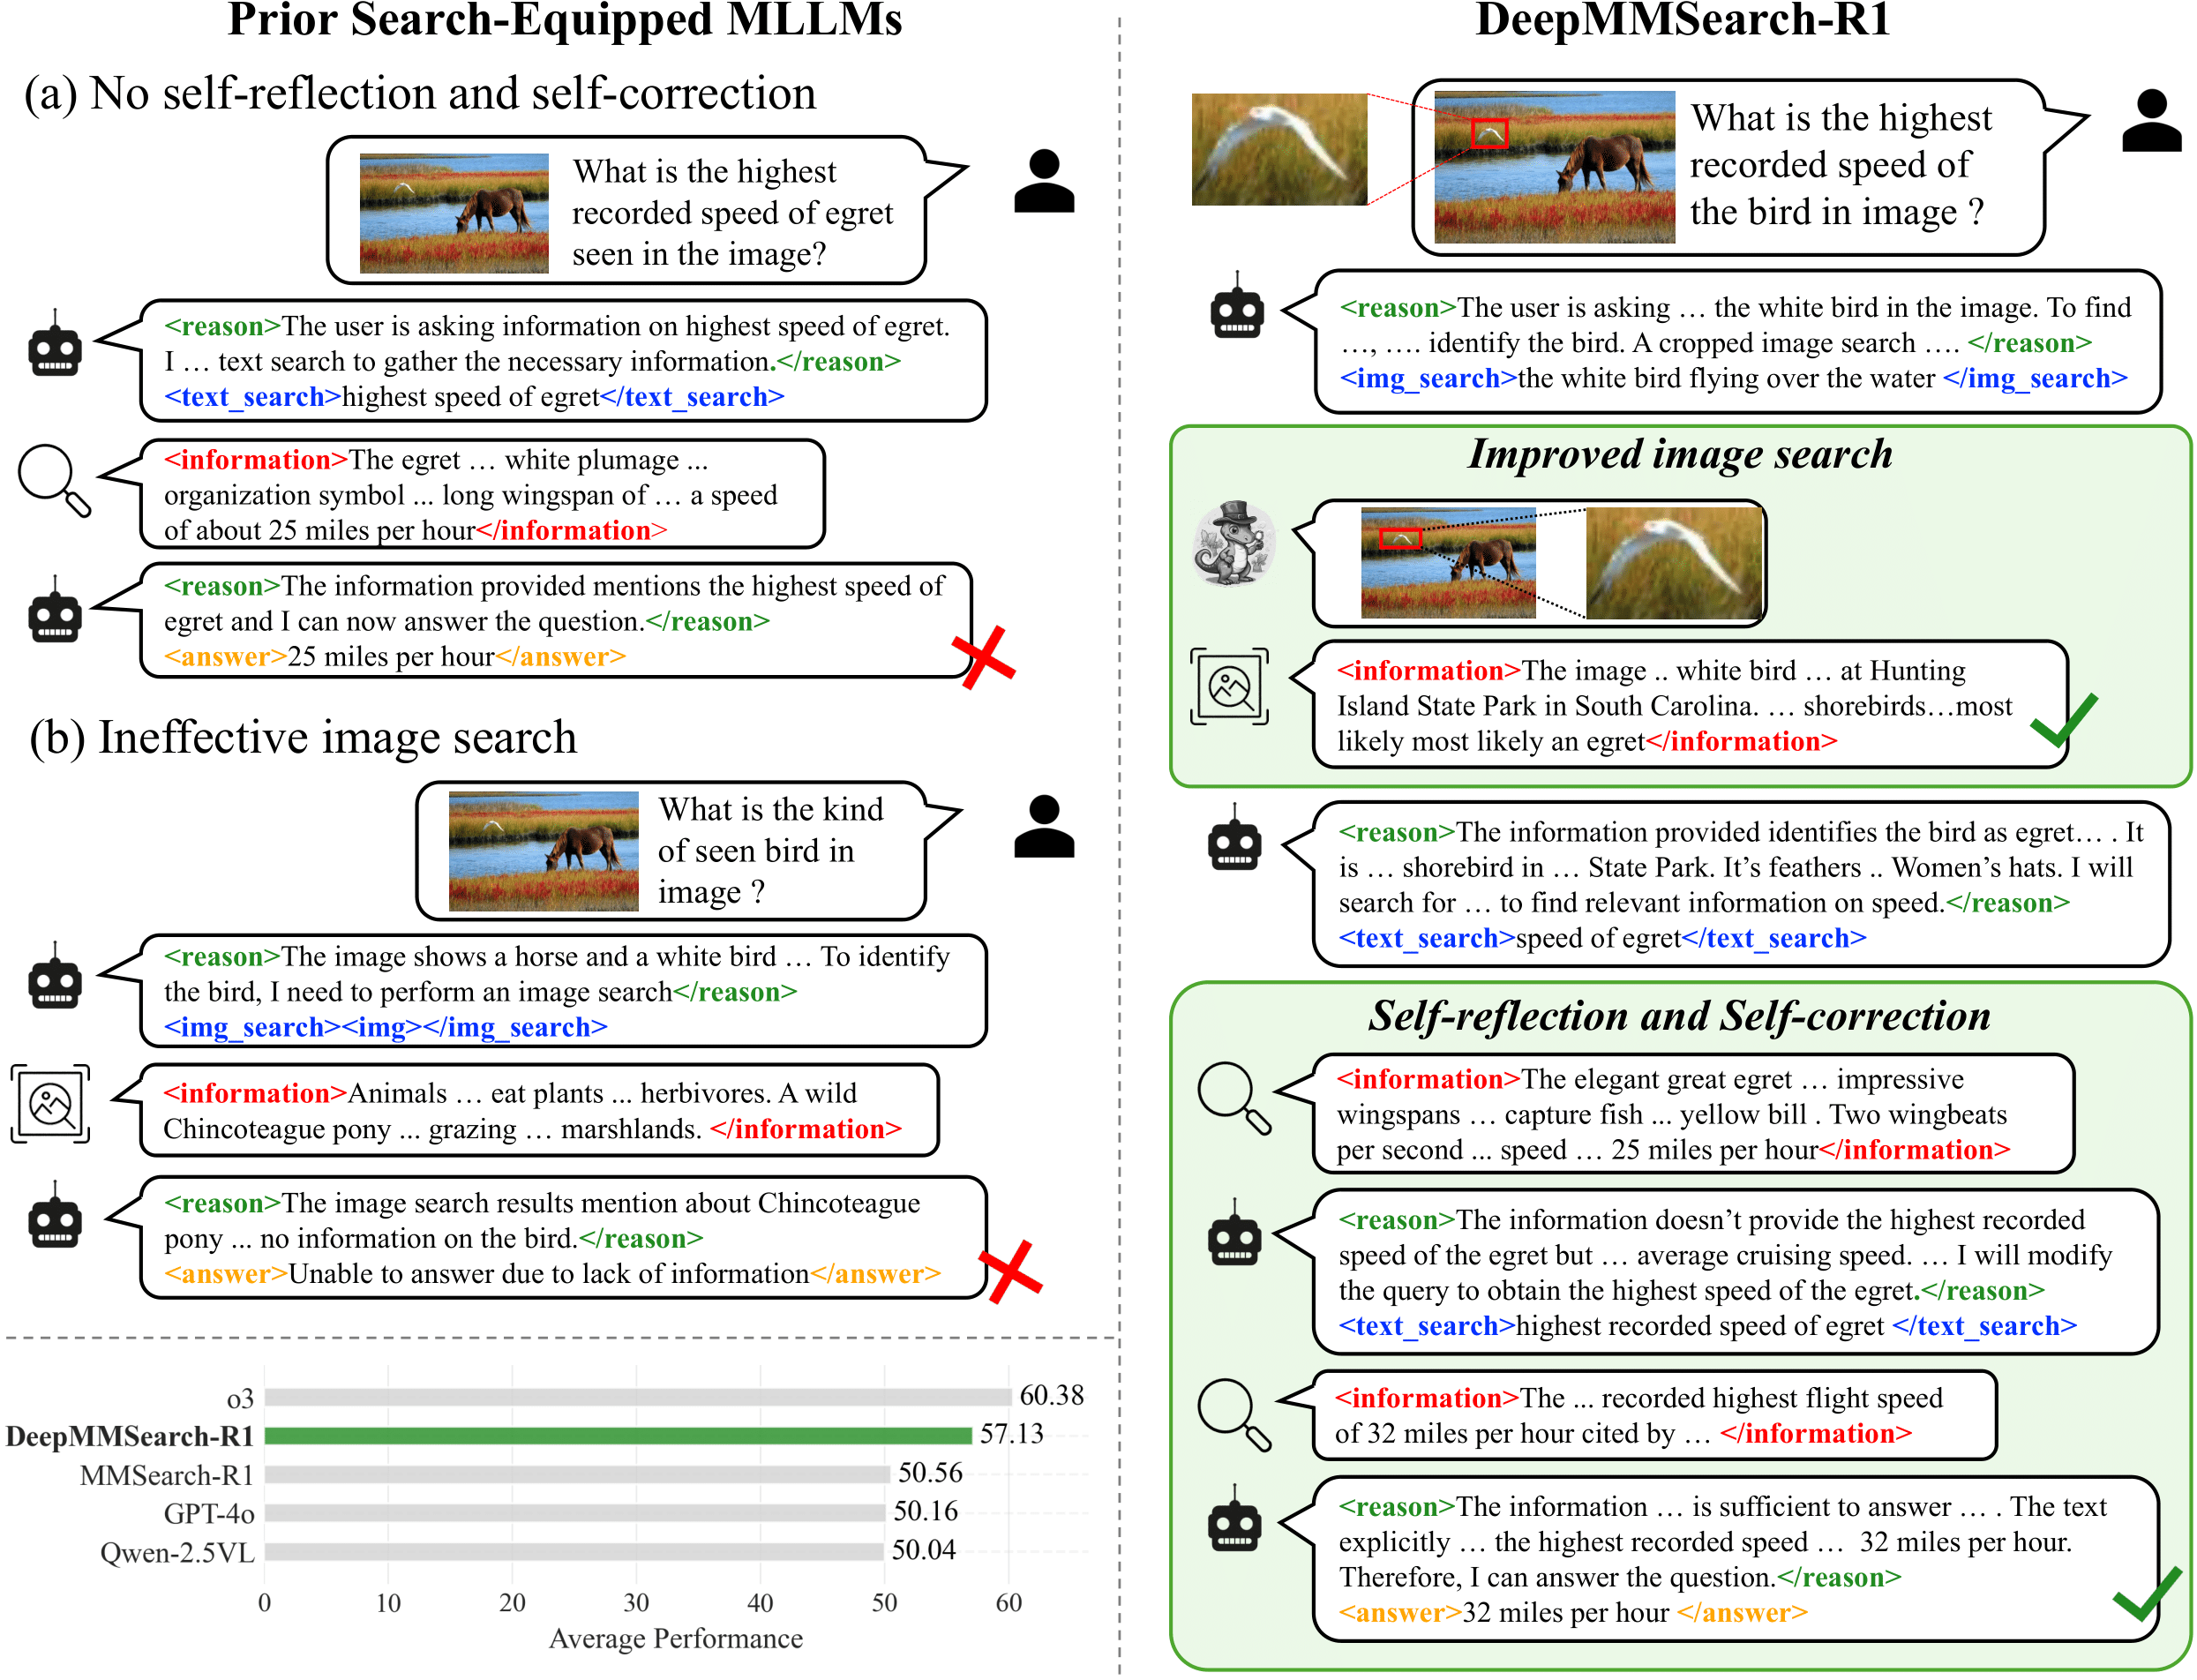 Prior Search-Equipped MLLMs
(a) No self-reflection and self-correction
What is the highest
recorded speed of egret
seen in the image?
<reason>The user is asking information on highest speed of egret.
I … text search to gather the necessary information.</reason>
<text_search>highest speed of egret</text_search>
<information>The egret … white plumage ...
organization symbol ... long wingspan of … a speed
of about 25 miles per hour</information>
<reason>The information provided mentions the highest speed of
egret and I can now answer the question.</reason>
<answer>25 miles per hour</answer>
(b) Ineffective image search
What is the kind
of seen bird in
image ?
<reason>The image shows a horse and a white bird … To identify
the bird, I need to perform an image search</reason>
<img_search><img></img_search>
<information>Animals … eat plants ... herbivores. A wild
Chincoteague pony ... grazing … marshlands. </information>
<reason>The image search results mention about Chincoteague
pony ... no information on the bird.</reason>
<answer>Unable to answer due to lack of information</answer>
o3 60.38
DeepMMSearch-R1 57.13
MMSearch-R1 50.56
GPT-4o 50.16
Qwen-2.5VL 50.04
0 10 20 30 40 50 60
Average Performance
DeepMMSearch-R1
What is the highest
recorded speed of
the bird in image ?
<reason>The user is asking … the white bird in the image. To find
…, …. identify the bird. A cropped image search …. </reason>
<img_search>the white bird flying over the water </img_search>
Improved image search
<information>The image .. white bird … at Hunting
Island State Park in South Carolina. … shorebirds…most
likely most likely an egret</information>
<reason>The information provided identifies the bird as egret… . It
is … shorebird in … State Park. It’s feathers .. Women’s hats. I will
search for … to find relevant information on speed.</reason>
<text_search>speed of egret</text_search>
Self-reflection and Self-correction
<information>The elegant great egret … impressive
wingspans … capture fish ... yellow bill . Two wingbeats
per second ... speed … 25 miles per hour</information>
<reason>The information doesn’t provide the highest recorded
speed of the egret but … average cruising speed. … I will modify
the query to obtain the highest speed of the egret.</reason>
<text_search>highest recorded speed of egret </text_search>
<information>The ... recorded highest flight speed
of 32 miles per hour cited by … </information>
<reason>The information … is sufficient to answer … . The text
explicitly … the highest recorded speed …  32 miles per hour.
Therefore, I can answer the question.</reason>
<answer>32 miles per hour </answer>